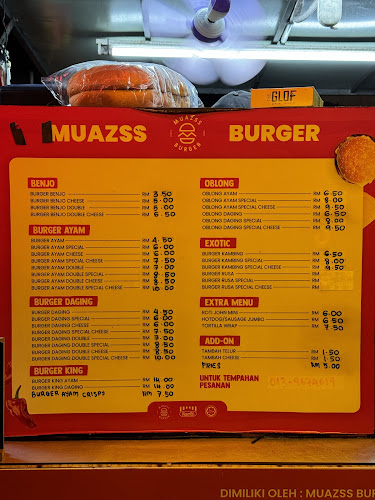 GLOF
MUAZSS BURGER
MUAZSS BURGER
BENJO
BURGER BENJO RM 3.50
BURGER BENJO CHEESE RM 5.00
BURGER BENJO DOUBLE RM 5.00
BURGER BENJO DOUBLE CHEESE RM 6.50
BURGER AYAM
BURGER AYAM RM 4.50
BURGER AYAM SPECIAL RM 6.00
BURGER AYAM CHEESE RM 6.00
BURGER AYAM SPECIAL CHEESE RM 7.50
BURGER AYAM DOUBLE RM 7.00
BURGER AYAM DOUBLE SPECIAL RM 8.50
BURGER AYAM DOUBLE CHEESE RM 8.50
BURGER AYAM DOUBLE SPECIAL CHEESE RM 10.00
BURGER DAGING
BURGER DAGING RM 4.50
BURGER DAGING SPECIAL RM 6.00
BURGER DAGING CHEESE RM 6.00
BURGER DAGING SPECIAL CHEESE RM 7.50
BURGER DAGING DOUBLE RM 7.00
BURGER DAGING DOUBLE SPECIAL RM 8.50
BURGER DAGING DOUBLE CHEESE RM 8.50
BURGER DAGING DOUBLE SPECIAL CHEESE RM 10.00
BURGER KING
BURGER KING AYAM RM 14.00
BURGER KING DAGING RM 14.00
BURGER AYAM CRISPY RM 7.50
OBLONG
OBLONG AYAM RM 6.50
OBLONG AYAM SPECIAL RM 8.00
OBLONG AYAM SPECIAL CHEESE RM 9.50
OBLONG DAGING RM 6.50
OBLONG DAGING SPECIAL RM 8.00
OBLONG DAGING SPECIAL CHEESE RM 9.50
EXOTIC
BURGER KAMBING RM 6.50
BURGER KAMBING SPECIAL RM 8.00
BURGER KAMBING SPECIAL CHEESE RM 9.50
BURGER RUSA RM
BURGER RUSA SPECIAL RM
BURGER RUSA SPECIAL CHEESE RM
EXTRA MENU
ROTI JOHN MINI RM 6.00
HOTDOG/SAUSAGE JUMBO RM 6.50
TORTILLA WRAP RM 7.50
ADD-ON
TAMBAH TELUR RM 1.50
TAMBAH CHEESE RM 1.50
FRIES RM 5.00
UNTUK TEMPAHAN
PESANAN
DIMILIKI OLEH : MUAZSS BUR